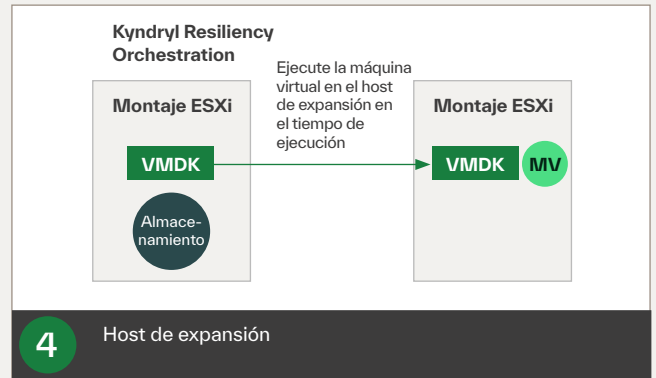 Kyndryl Resiliency
Orchestration
Ejecute la máquina
virtual en el host
de expansión en
el tiempo de
ejecución
Montaje ESXi
Montaje ESXi
VMDK
VMDK
MV
Almace-
namiento
4
Host de expansión